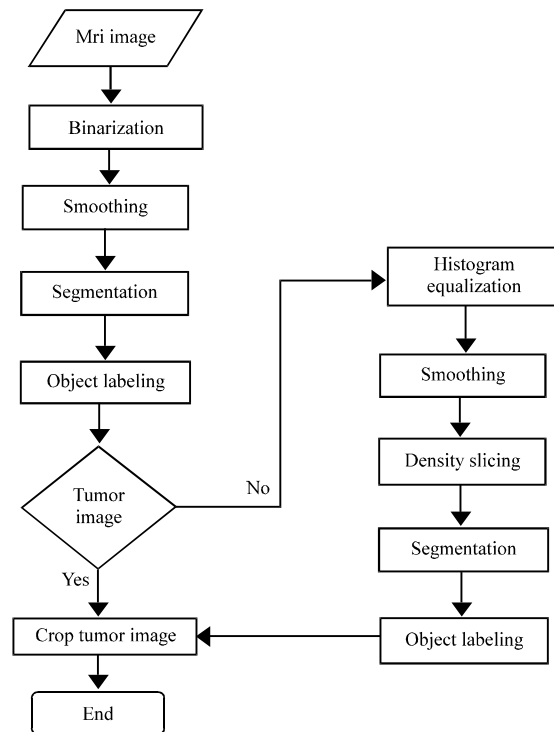 Mri image
Binarization
Smoothing
Segmentation
Object labeling
Tumor
image
No
Yes
Crop tumor image
End
Histogram
equalization
Smoothing
Density slicing
Segmentation
Object labeling